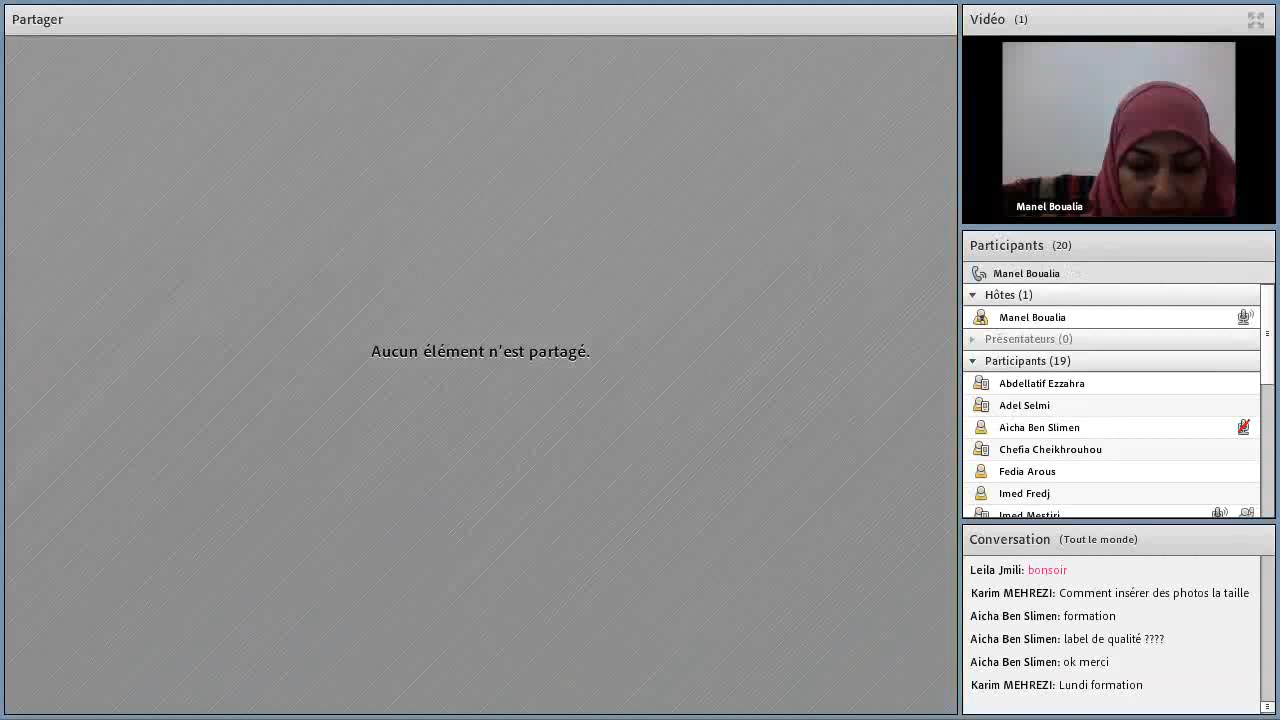 Partager
Aucun élément n'est partagé.
Vidéo (1)
Manel Boualia
Participants (20)
Manel Boualia
Hôtes (1)
Manel Boualia
Présentateurs (0)
Participants (19)
Abdellatif Ezzahra
Adel Selmi
Aicha Ben Slimen
Chefia Cheikhrouhou
Fedia Arous
Imed Fredj
Imed Mestiri
Conversation (Tout le monde)
Leila Jmili: bonsoir
Karim MEHREZI: Comment insérer des photos la taille
Aicha Ben Slimen: formation
Aicha Ben Slimen: label de qualité ????
Aicha Ben Slimen: ok merci
Karim MEHREZI: Lundi formation